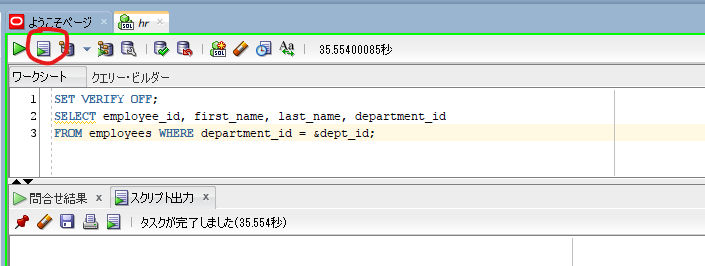 ようこそページ hr
SQL
35.55400085秒
ワークシート クエリー・ビルダー
1 SET VERIFY OFF;
2 SELECT employee_id, first_name, last_name, department_id
3 FROM employees WHERE department_id = &dept_id;
問合せ結果 x スクリプト出力 x
タスクが完了しました(35.554秒)